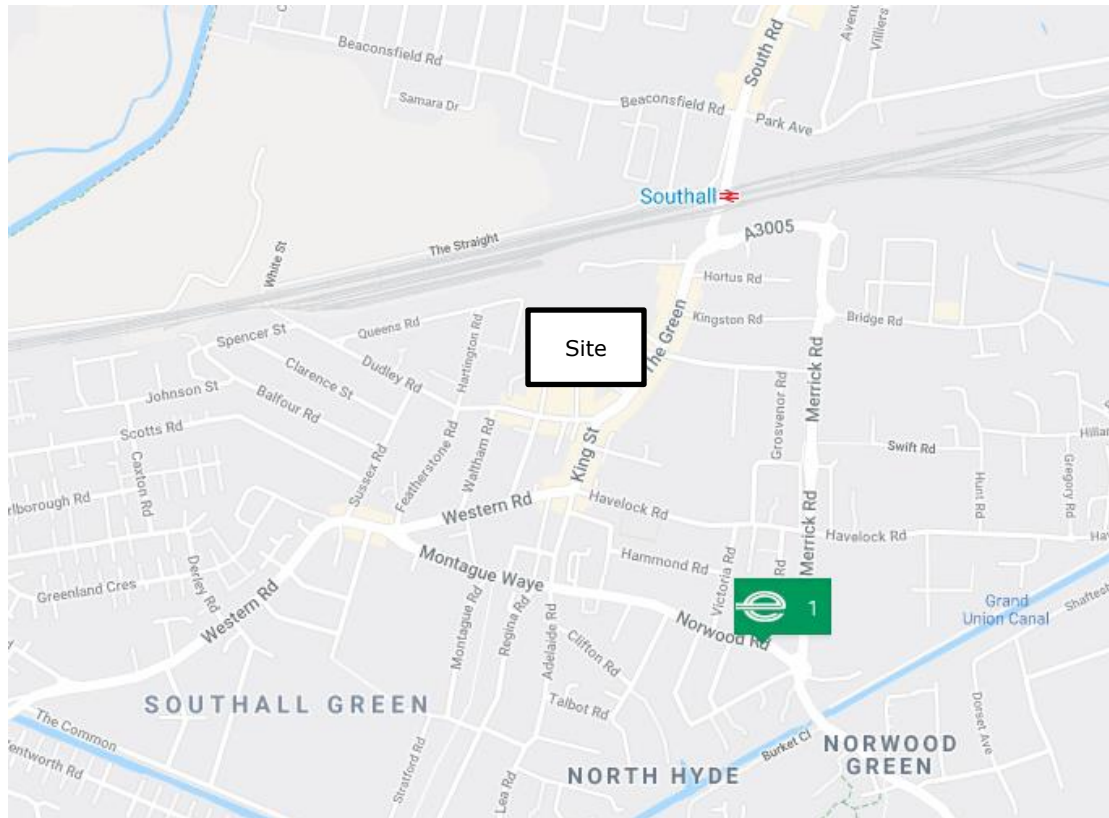 Beaconsfield Rd
Samara Dr
South Rd
Villiers
Beaconsfield Rd
Park Ave
Southall
A3005
The Straight
White St
Hortus Rd
Kingston Rd
Bridge Rd
The Green
Site
Queens Rd
Hartington Rd
Spencer St
Dudley Rd
Clarence St
Johnson St
Balfour Rd
Scotts Rd
Caxton Rd
Sussex Rd
Featherstone Rd
Waltham Rd
King St
Grosvenor Rd
Merrick Rd
Swift Rd
Hunt Rd
Gregory Rd
rlborough Rd
Western Rd
Havelock Rd
Merrick Rd
Havelock Rd
Hammond Rd
Victoria Rd
Rd
Montague Waye
Greenland Cres
Derley Rd
Western Rd
Montague Rd
Regina Rd
Adelaide Rd
Clifton Rd
Norwood Rd
1
Grand
Union Canal
Talbot Rd
SOUTHALL GREEN
Dorset Ave
The Common
entworth Rd
Stratford Rd
Lea Rd
NORTH HYDE
Burket Cl
NORWOOD
GREEN